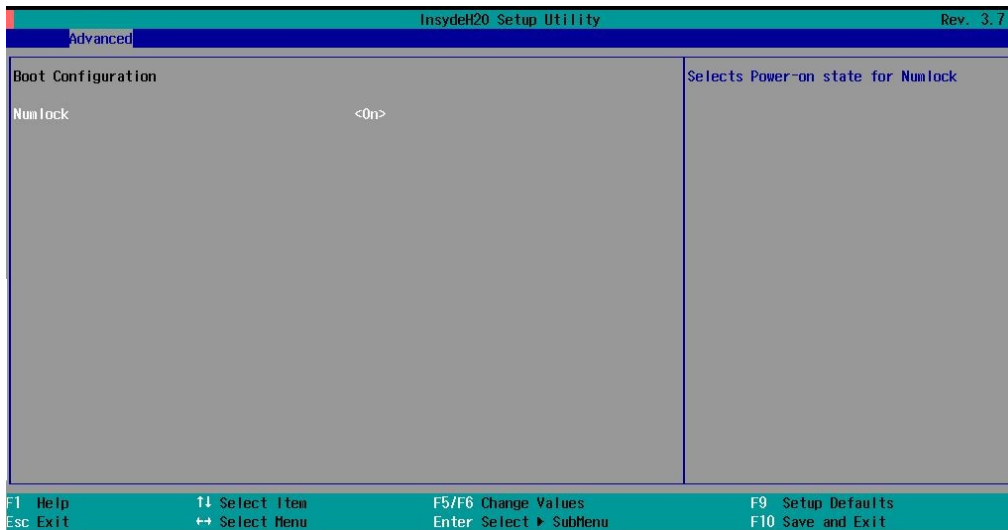 InsydeH20 Setup Utility Rev. 3.7
Advanced
Boot Configuration
Selects Power-on state for Numlock
Numlock <On>
F1 Help ↑↓ Select Item F5/F6 Change Values F9 Setup Defaults
Esc Exit ↔ Select Menu Enter Select ▶ SubMenu F10 Save and Exit